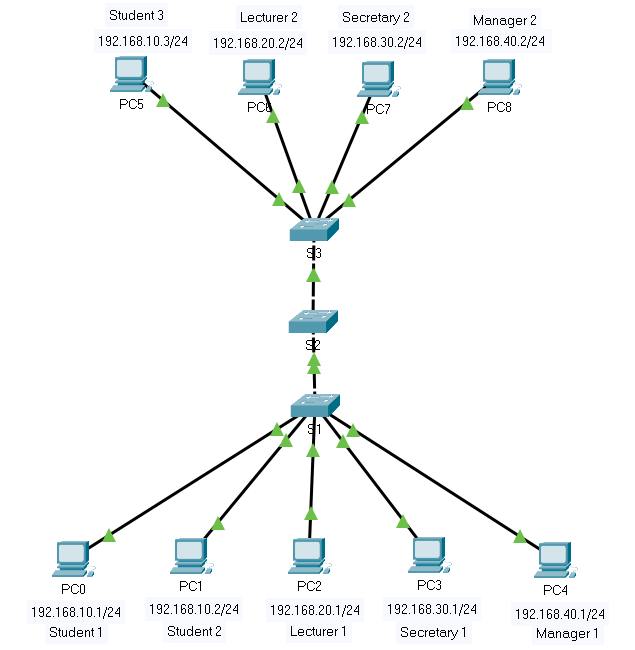 Student 3
Lecturer 2
Secretary 2
Manager 2
192.168.10.3/24
192.168.20.2/24
192.168.30.2/24
192.168.40.2/24
PC5
PC6
PC7
PC8
S3
S2
S1
PC0
PC1
PC2
PC3
PC4
192.168.10.1/24
192.168.10.2/24
192.168.20.1/24
192.168.30.1/24
192.168.40.1/24
Student 1
Student 2
Lecturer 1
Secretary 1
Manager 1